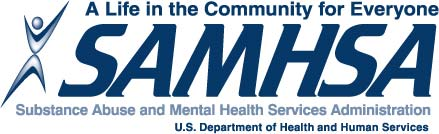 A Life in the Community for Everyone
SAMHSA
Substance Abuse and Mental Health Services Administration
U.S. Department of Health and Human Services